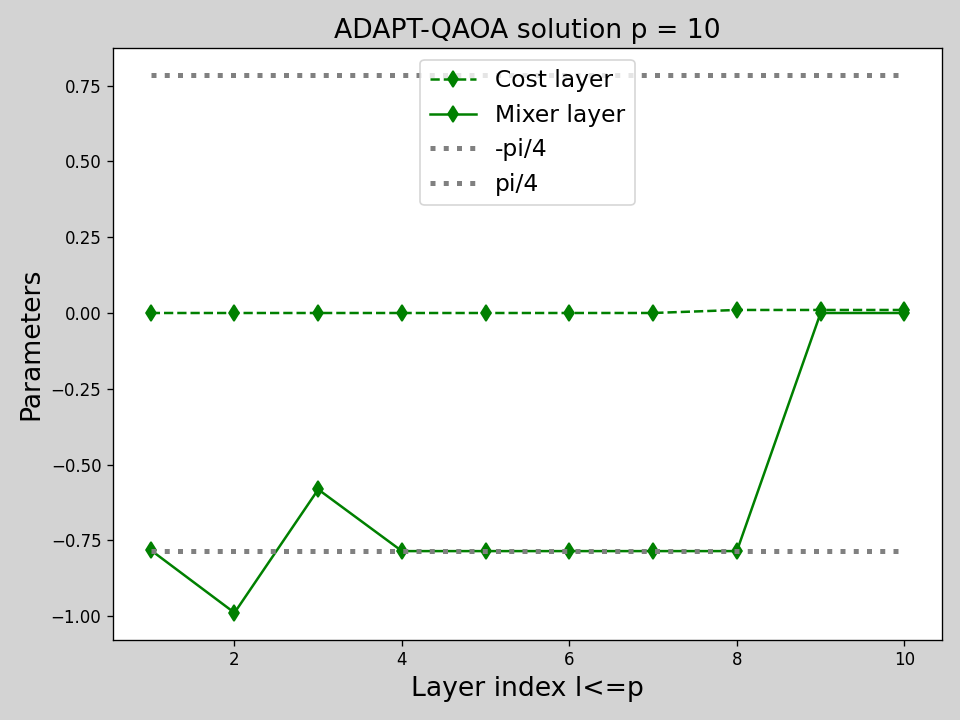 ADAPT-QAOA solution p = 10
Cost layer
Mixer layer
-pi/4
pi/4
Parameters
0.75
0.50
0.25
0.00
−0.25
−0.50
−0.75
−1.00
2 4 6 8 10
Layer index l<=p